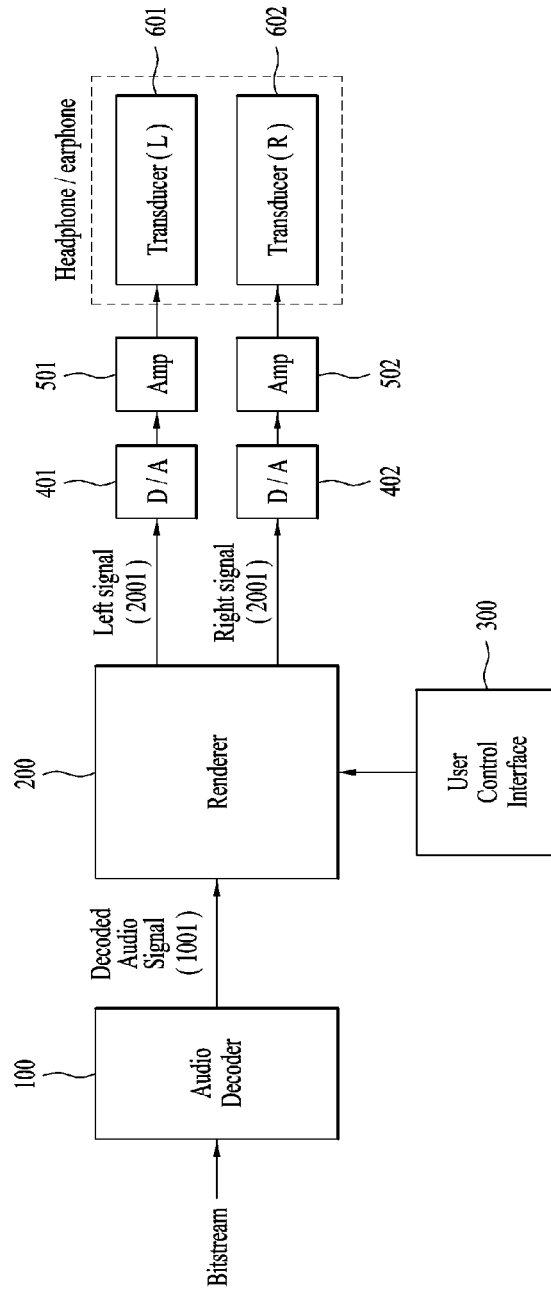 Bitstream
100
Audio
Decoder
Decoded
Audio
Signal
( 1001 )
200
Renderer
User
Control
Interface
300
Left signal
( 2001 )
Right signal
( 2001 )
401
D / A
D / A
402
501
Amp
Amp
502
Headphone / earphone
Transducer ( L )
601
Transducer ( R )
602